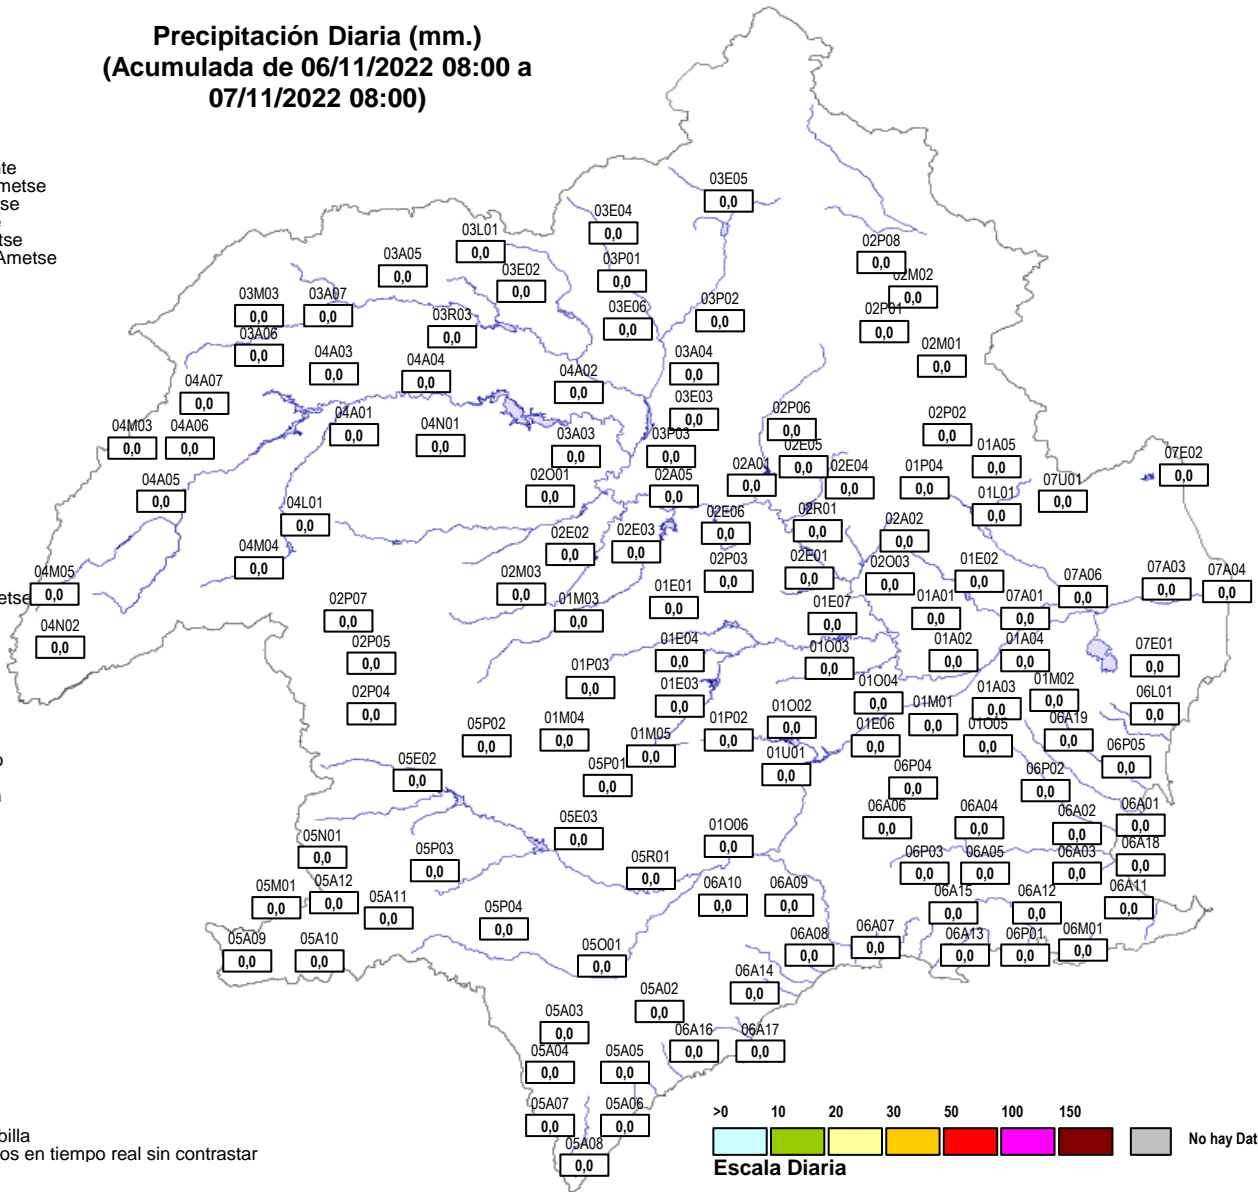 Precipitación Diaria (mm.)
(Acumulada de 06/11/2022 08:00 a
07/11/2022 08:00)
nte
metse
tse
e
tse
Ametse
03E05
0,0
03E04
0,0
03L01
0,0
03A05
0,0
03P01
0,0
03E02
0,0
02P08
0,0
02M02
0,0
03M03
0,0
03A07
0,0
03R03
0,0
03E06
0,0
03P02
0,0
02P01
0,0
03A06
0,0
04A03
0,0
04A04
0,0
04A02
0,0
03A04
0,0
02M01
0,0
04A07
0,0
03E03
0,0
04M03
0,0
04A06
0,0
04A01
0,0
04N01
0,0
03A03
0,0
03P03
0,0
02P06
0,0
02E05
0,0
02P02
0,0
01A05
0,0
07E02
0,0
04A05
0,0
02O01
0,0
02A05
0,0
02A01
0,0
02E04
0,0
01P04
0,0
01L01
0,0
07U01
0,0
04L01
0,0
02E06
0,0
02R01
0,0
02A02
0,0
04M04
0,0
02E02
0,0
02E03
0,0
02P03
0,0
02E01
0,0
02O03
0,0
01E02
0,0
07A06
0,0
07A03
0,0
07A04
0,0
04M05
0,0
etse
02M03
0,0
01M03
0,0
01E01
0,0
01E07
0,0
01A01
0,0
07A01
0,0
04N02
0,0
02P07
0,0
02P05
0,0
01E04
0,0
01O03
0,0
01A02
0,0
01A04
0,0
07E01
0,0
02P04
0,0
01P03
0,0
01E03
0,0
01O04
0,0
01M01
0,0
01A03
0,0
01M02
0,0
06L01
0,0
05P02
0,0
01M04
0,0
01M05
0,0
01P02
0,0
01O02
0,0
01E06
0,0
01O05
0,0
06A19
0,0
06P05
0,0
o
05E02
0,0
05P01
0,0
01U01
0,0
06P04
0,0
06P02
0,0
05E03
0,0
01O06
0,0
06A06
0,0
06A04
0,0
06A02
0,0
06A01
0,0
05N01
0,0
05P03
0,0
05R01
0,0
06P03
0,0
06A05
0,0
06A03
0,0
06A18
0,0
05M01
0,0
05A12
0,0
05A11
0,0
06A10
0,0
06A09
0,0
06A15
0,0
06A12
0,0
06A11
0,0
05A09
0,0
05A10
0,0
05P04
0,0
05O01
0,0
06A08
0,0
06A07
0,0
06A13
0,0
06P01
0,0
06M01
0,0
05A02
0,0
06A14
0,0
05A03
0,0
06A16
0,0
06A17
0,0
05A04
0,0
05A05
0,0
05A07
0,0
05A06
0,0
05A08
0,0
billa
os en tiempo real sin contrastar
>0 10 20 30 50 100 150
No hay Dat
Escala Diaria